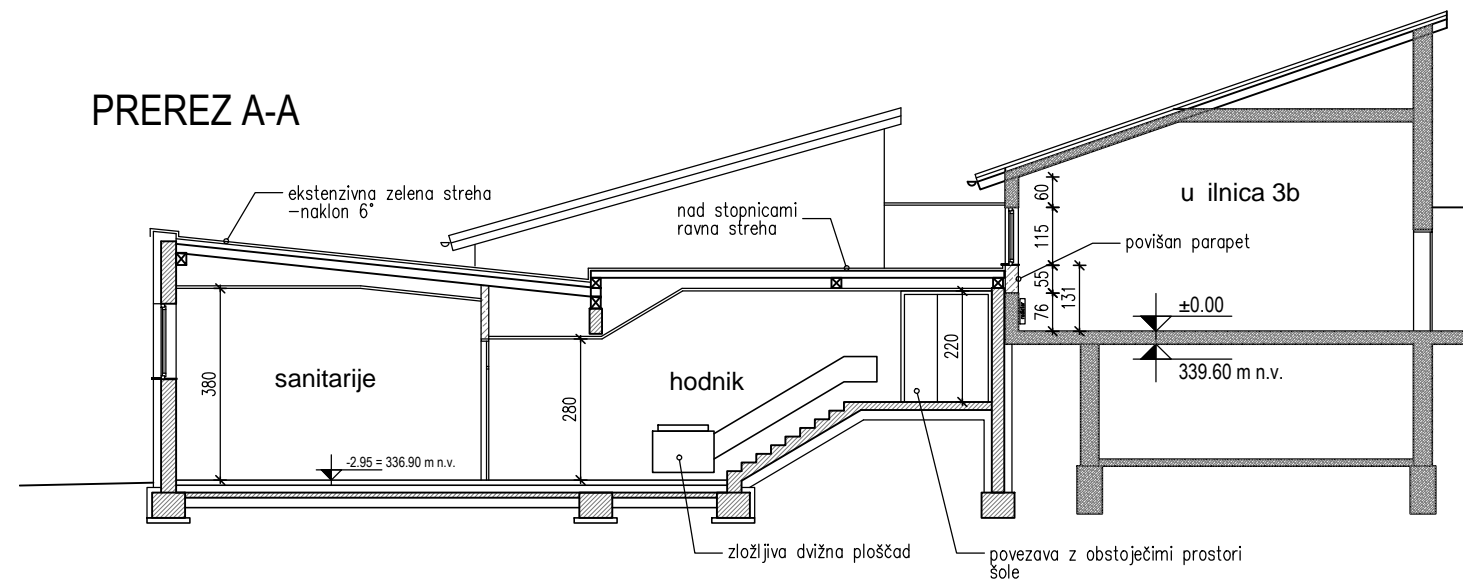 PREREZ A-A
ekstenzivna zelena streha
-naklon 6°
nad stopnicami
ravna streha
u ilnica 3b
povišan parapet
60
115
55
131
76
±0.00
339.60 m n.v.
380
sanitarije
280
hodnik
220
-2.95 = 336.90 m n.v.
zložljiva dvižna ploščad
povezava z obstoječimi prostori
šole